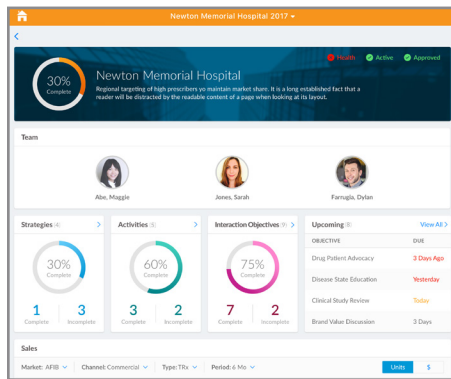 Newton Memorial Hospital 2017
Health Active Approved
30%
Complete
Newton Memorial Hospital
Regional targeting of high prescribers yo maintain market share. It is a long established fact that a
reader will be distracted by the readable content of a page when looking at its layout.
Team
Abe, Maggie Jones, Sarah Farrugia, Dylan
Strategies (4)
30%
Complete
1 3
Complete Incomplete
Activities (5)
60%
Complete
3 2
Complete Incomplete
Interaction Objectives (9)
75%
Complete
7 2
Complete Incomplete
Upcoming (8) View All
OBJECTIVE DUE
Drug Patient Advocacy 3 Days Ago
Disease State Education Yesterday
Clinical Study Review Today
Brand Value Discussion 3 Days
Sales
Market: AFIB Channel: Commercial Type: TRx Period: 6 Mo Units $